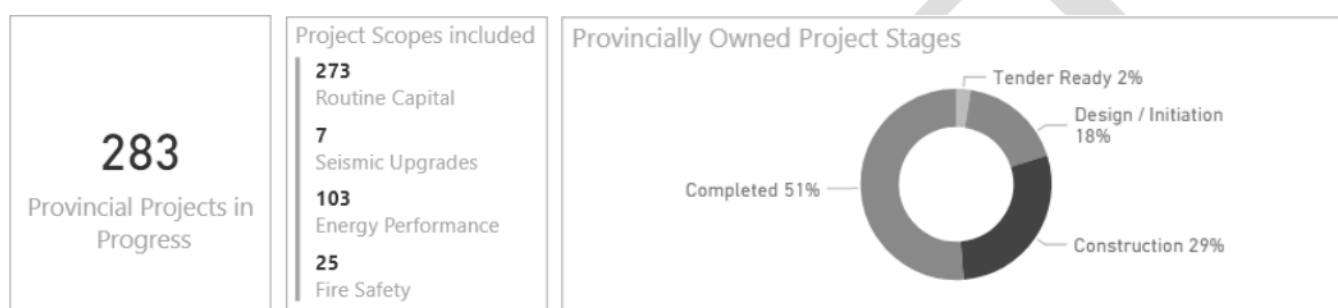 283
Provincial Projects in
Progress
Project Scopes included
273
Routine Capital
7
Seismic Upgrades
103
Energy Performance
25
Fire Safety
Provincially Owned Project Stages
Tender Ready 2%
Design / Initiation
18%
Completed 51%
Construction 29%